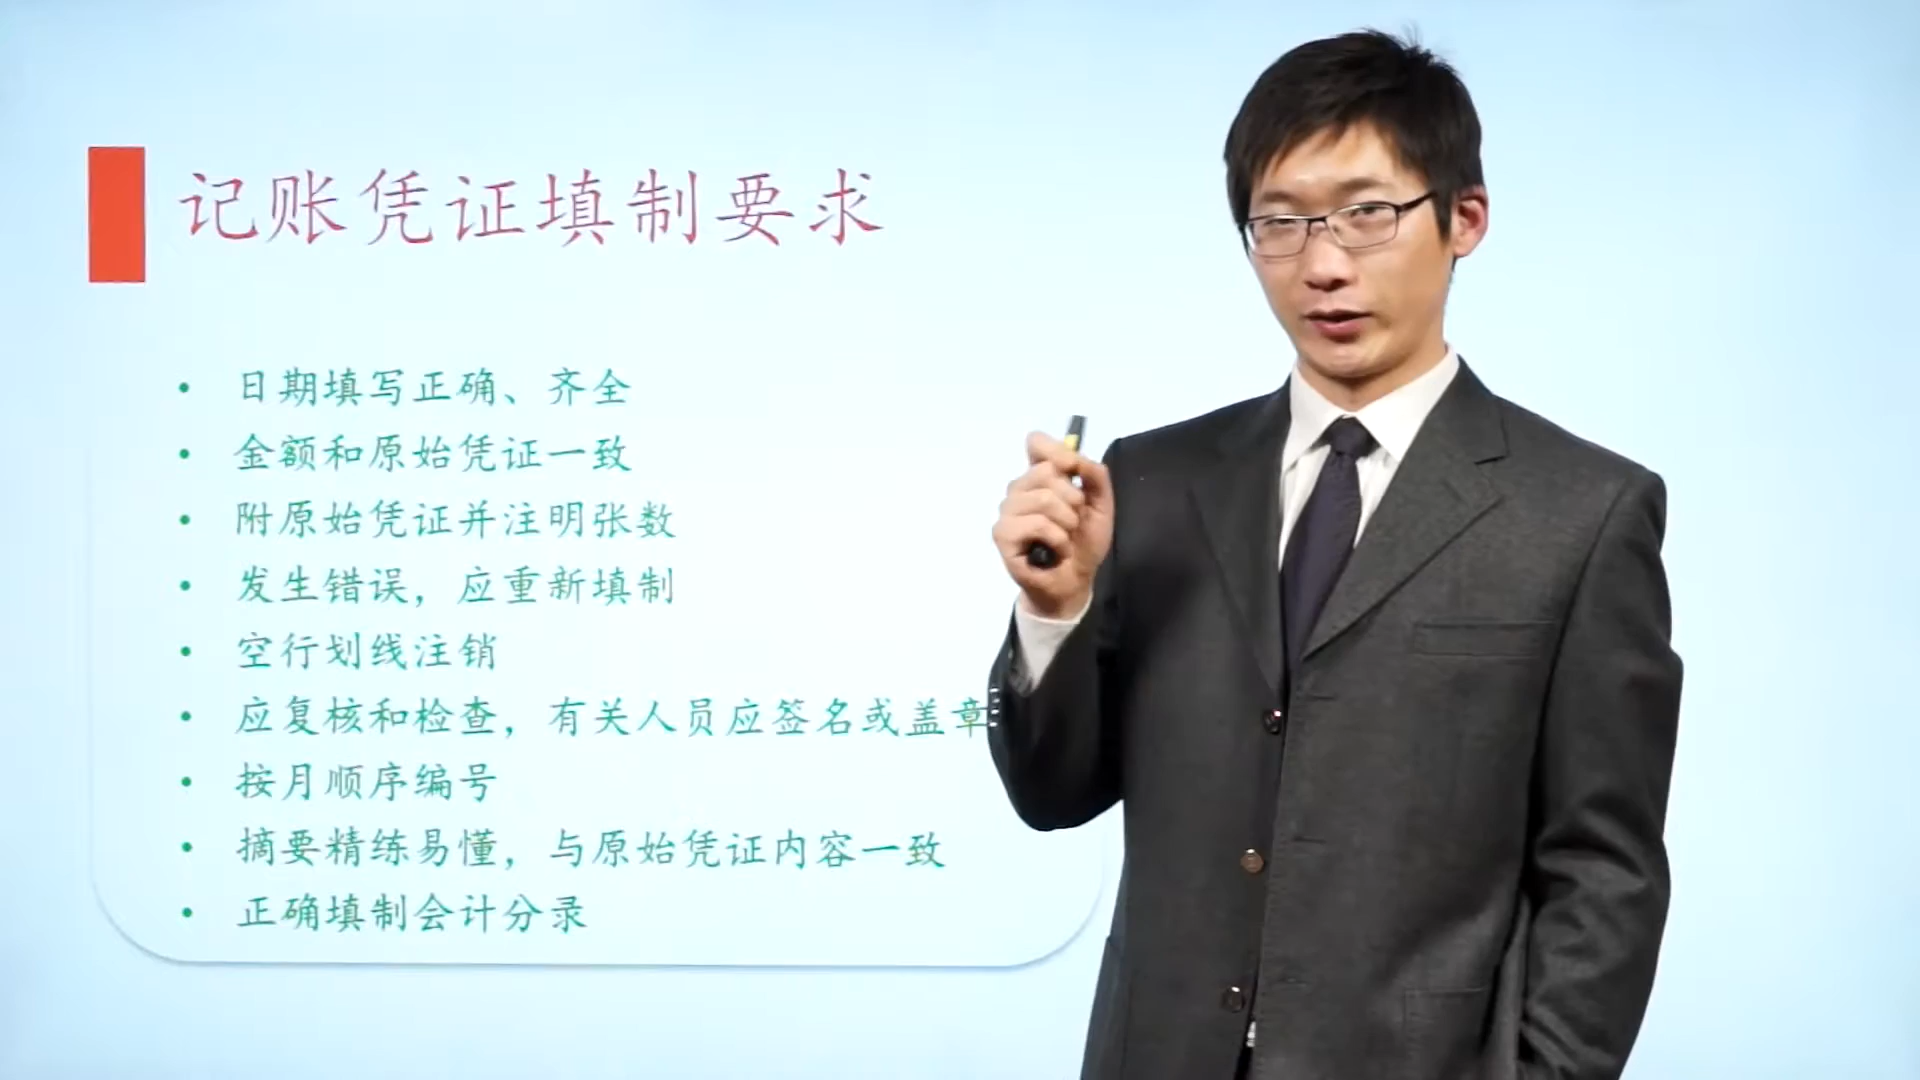 记账凭证填制要求
• 日期填写正确、齐全
• 金额和原始凭证一致
• 附原始凭证并注明张数
• 发生错误，应重新填制
• 空行划线注销
• 应复核和检查，有关人员应签名或盖章
• 按月顺序编号
• 摘要精练易懂，与原始凭证内容一致
• 正确填制会计分录